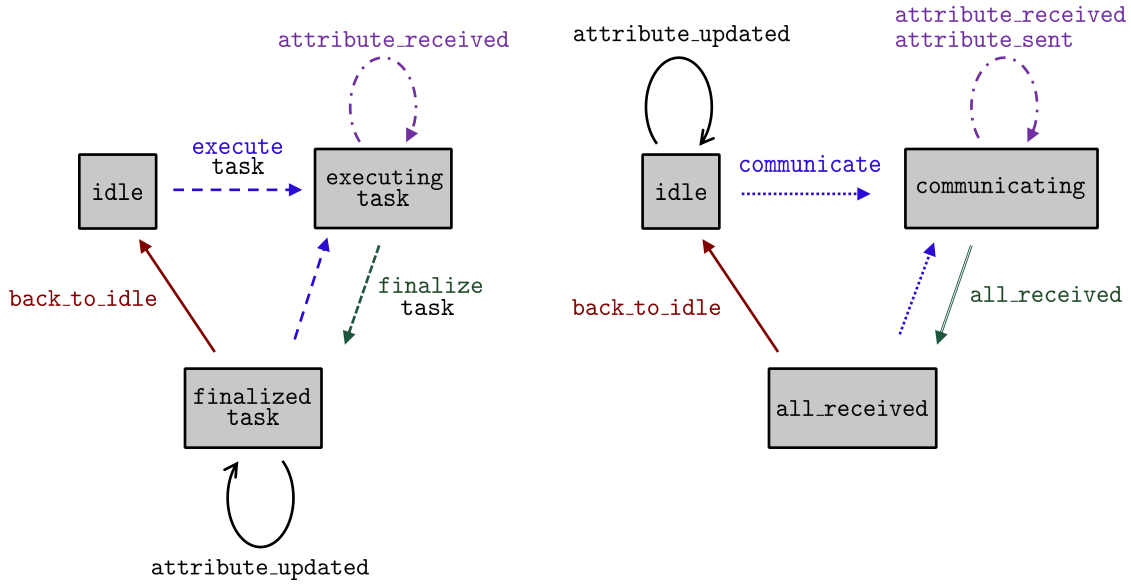 attribute_received
execute
task
idle
executing
task
back_to_idle
finalize
task
finalized
task
attribute_updated
attribute_received
attribute_sent
attribute_updated
communicate
idle
communicating
back_to_idle
all_received
all_received